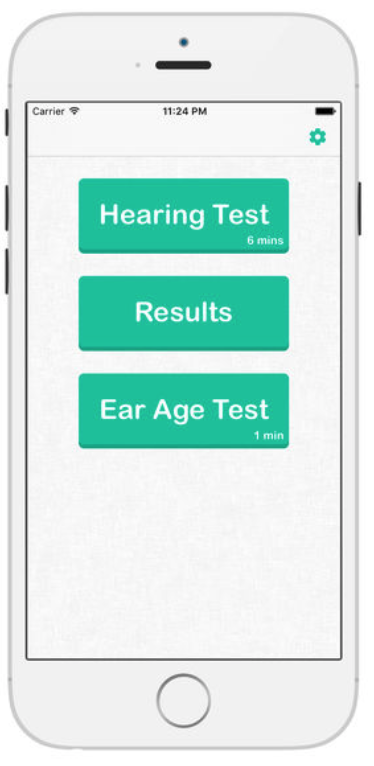 Carrier 11:24 PM
Hearing Test
6 mins
Results
Ear Age Test
1 min